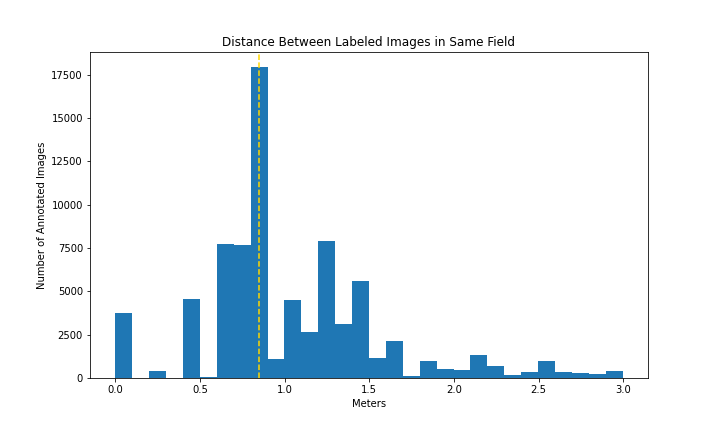 Distance Between Labeled Images in Same Field
Number of Annotated Images
17500
15000
12500
10000
7500
5000
2500
0
0.0 0.5 1.0 1.5 2.0 2.5 3.0
Meters